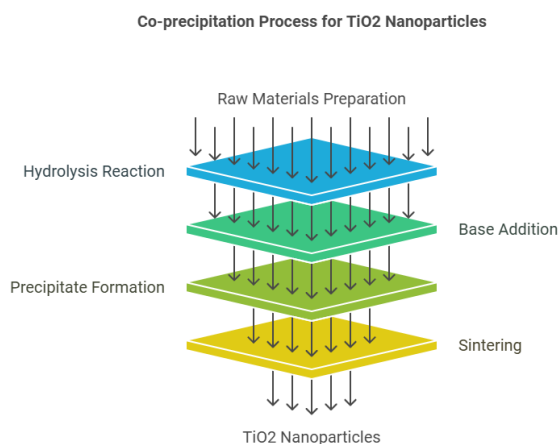 Co-precipitation Process for TiO2 Nanoparticles
Raw Materials Preparation
Hydrolysis Reaction
Base Addition
Precipitate Formation
Sintering
TiO2 Nanoparticles